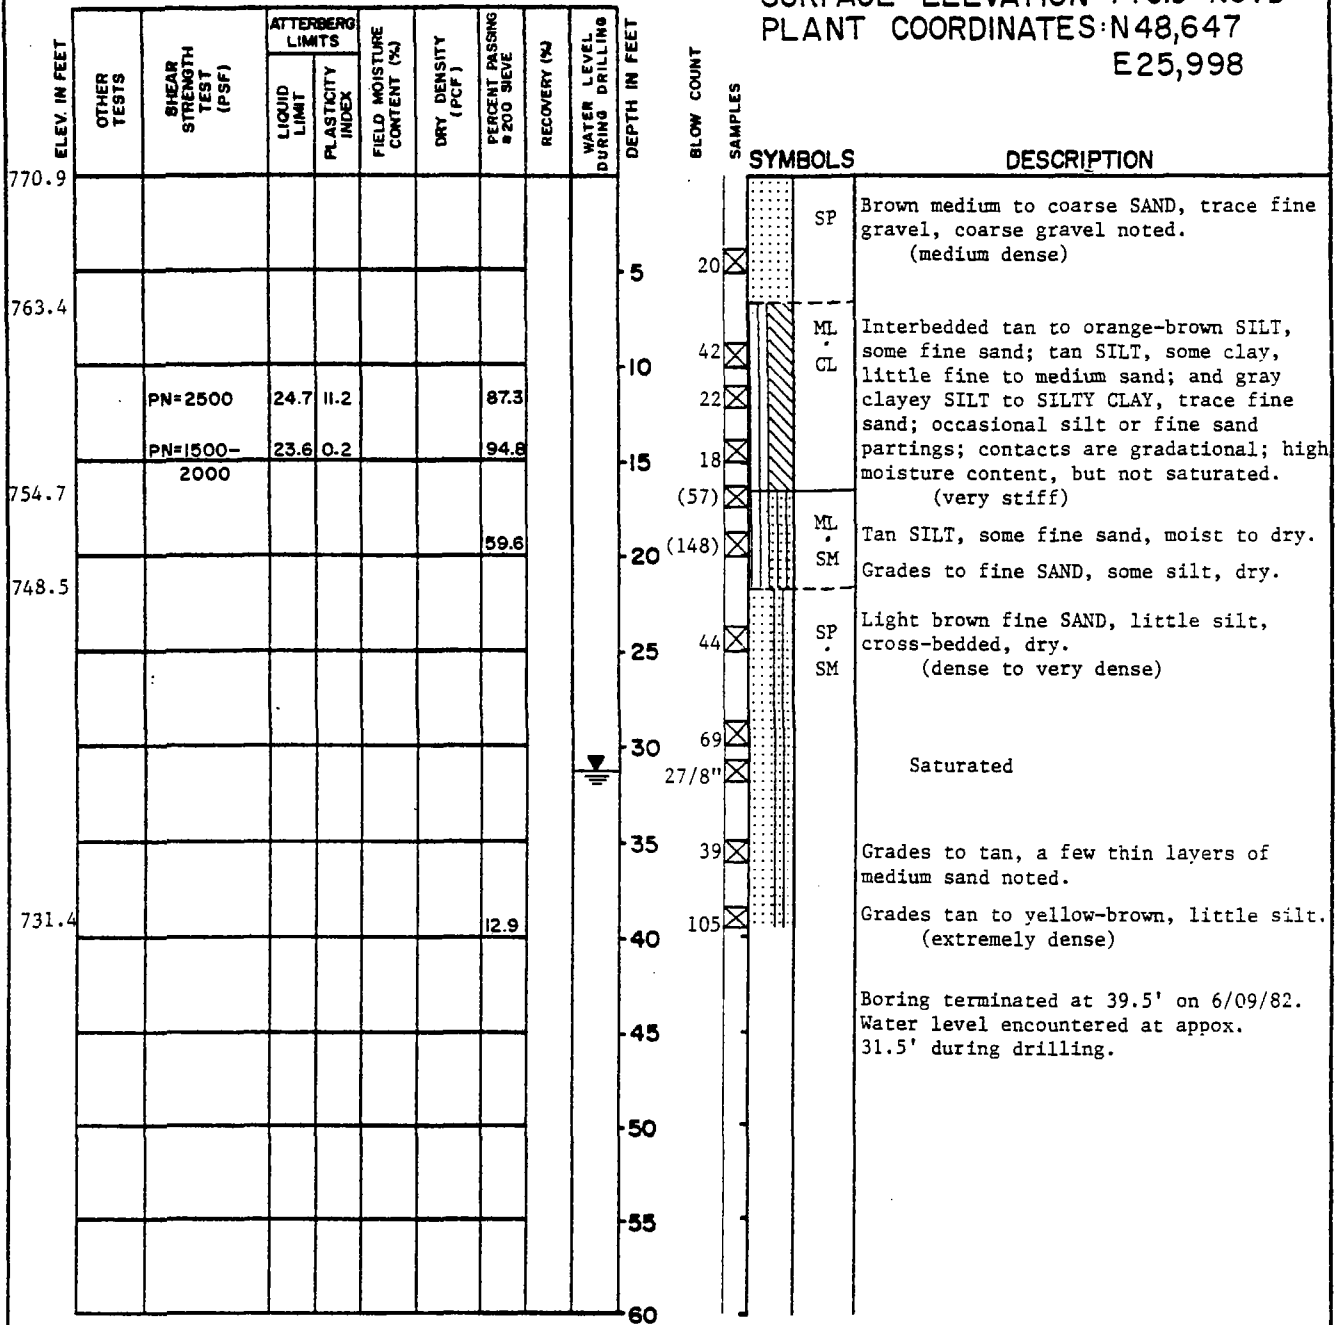 PLANT COORDINATES: N 48,647
E 25,998
ELEV. IN FEET
OTHER TESTS
SHEAR STRENGTH TEST (PSF)
ATTERBERG LIMITS
LIQUID LIMIT
PLASTICITY INDEX
FIELD MOISTURE CONTENT (%)
DRY DENSITY (PCF)
PERCENT PASSING #200 SIEVE
RECOVERY (%)
WATER LEVEL DURING DRILLING
DEPTH IN FEET
BLOW COUNT
SAMPLES
SYMBOLS
DESCRIPTION
770.9
SP
Brown medium to coarse SAND, trace fine
gravel, coarse gravel noted.
(medium dense)
5
20
763.4
ML
.
CL
Interbedded tan to orange-brown SILT,
some fine sand; tan SILT, some clay,
little fine to medium sand; and gray
clayey SILT to SILTY CLAY, trace fine
sand; occasional silt or fine sand
partings; contacts are gradational; high
moisture content, but not saturated.
(very stiff)
42
10
PN=2500 24.7 11.2 87.3
22
PN=1500-
2000
23.6 0.2 94.8
15
18
754.7
(57)
ML
.
SM
Tan SILT, some fine sand, moist to dry.
59.6
20
(148)
Grades to fine SAND, some silt, dry.
748.5
SP
.
SM
Light brown fine SAND, little silt,
cross-bedded, dry.
(dense to very dense)
44
25
69
30
27/8"
Saturated
35
39
Grades to tan, a few thin layers of
medium sand noted.
731.4
12.9
105
40
Grades tan to yellow-brown, little silt.
(extremely dense)
Boring terminated at 39.5' on 6/09/82.
Water level encountered at appox.
31.5' during drilling.
45
50
55
60